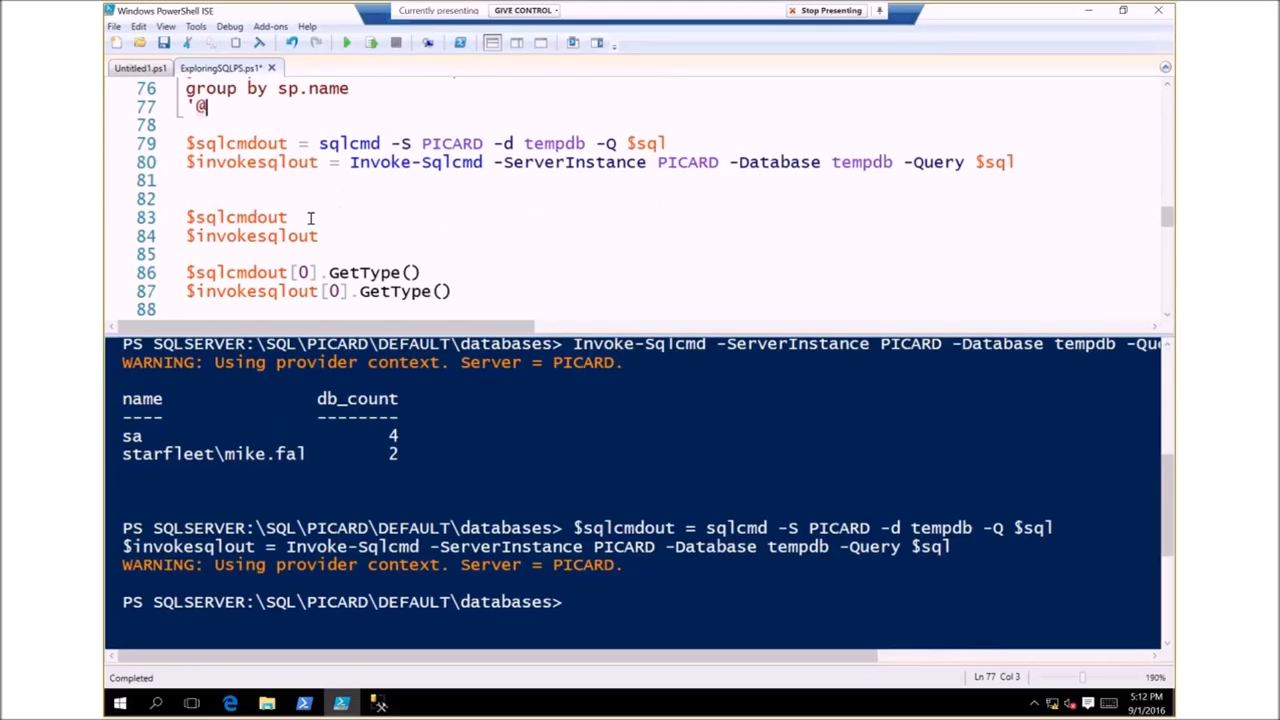 Windows PowerShell ISE
Currently presenting
GIVE CONTROL
Stop Presenting
File Edit View Tools Debug Add-ons Help
Untitled1.ps1
ExploringSQLPS.ps1*
76 group by sp.name
77 '@
78
79 $sqlcmdout = sqlcmd -S PICARD -d tempdb -Q $sql
80 $invokesqlout = Invoke-Sqlcmd -ServerInstance PICARD -Database tempdb -Query $sql
81
82
83 $sqlcmdout
84 $invokesqlout
85
86 $sqlcmdout[0].GetType()
87 $invokesqlout[0].GetType()
88
PS SQLSERVER:\SQL\PICARD\DEFAULT\databases> Invoke-Sqlcmd -ServerInstance PICARD -Database tempdb -Que
WARNING: Using provider context. Server = PICARD.
name db_count
---- --------
sa 4
starfleet\mike.fal 2
PS SQLSERVER:\SQL\PICARD\DEFAULT\databases> $sqlcmdout = sqlcmd -S PICARD -d tempdb -Q $sql
$invokesqlout = Invoke-Sqlcmd -ServerInstance PICARD -Database tempdb -Query $sql
WARNING: Using provider context. Server = PICARD.
PS SQLSERVER:\SQL\PICARD\DEFAULT\databases>
Completed
Ln 77 Col 3
190%
5:12 PM
9/1/2016